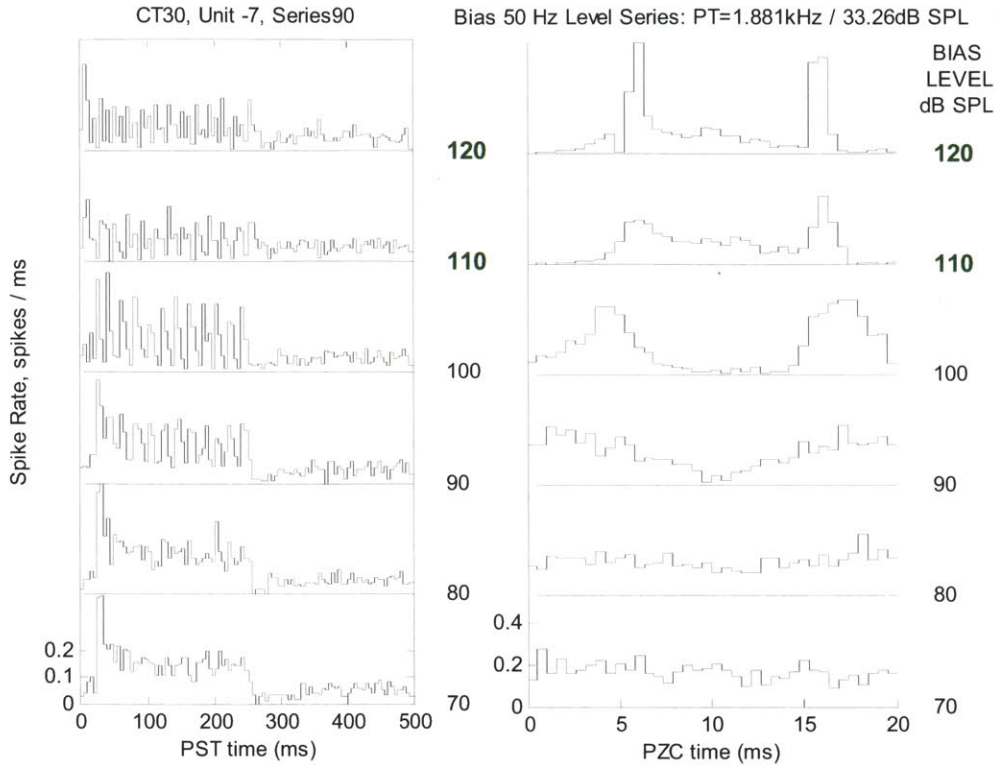 CT30, Unit -7, Series90
Bias 50 Hz Level Series: PT=1.881kHz / 33.26dB SPL
BIAS
LEVEL
dB SPL
Spike Rate, spikes / ms
120
120
110
110
100
100
90
90
80
80
70
70
0.2
0.1
0
0.4
0.2
0
0 100 200 300 400 500
PST time (ms)
0 5 10 15 20
PZC time (ms)